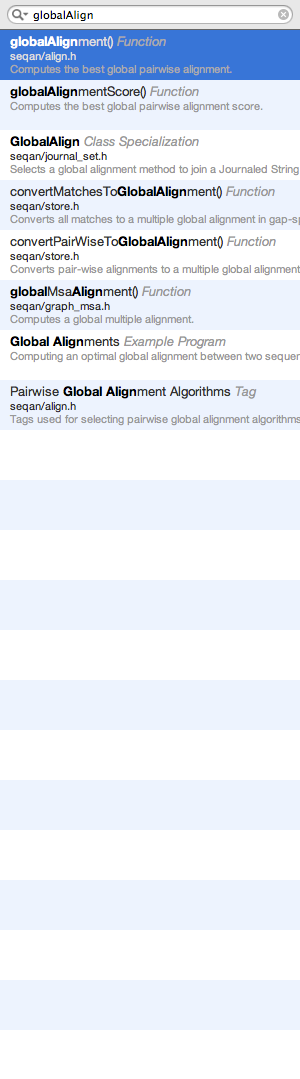 globalAlign
globalAlignment() Function
seqan/align.h
Computes the best global pairwise alignment.
globalAlignmentScore() Function
Computes the best global pairwise alignment score.
GlobalAlign Class Specialization
seqan/journal_set.h
Selects a global alignment method to join a Journaled String
convertMatchesToGlobalAlignment() Function
seqan/store.h
Converts all matches to a multiple global alignment in gap-sp
convertPairWiseToGlobalAlignment() Function
seqan/store.h
Converts pair-wise alignments to a multiple global alignment
globalMsaAlignment() Function
seqan/graph_msa.h
Computes a global multiple alignment.
Global Alignments Example Program
Computing an optimal global alignment between two sequen
Pairwise Global Alignment Algorithms Tag
seqan/align.h
Tags used for selecting pairwise global alignment algorithms